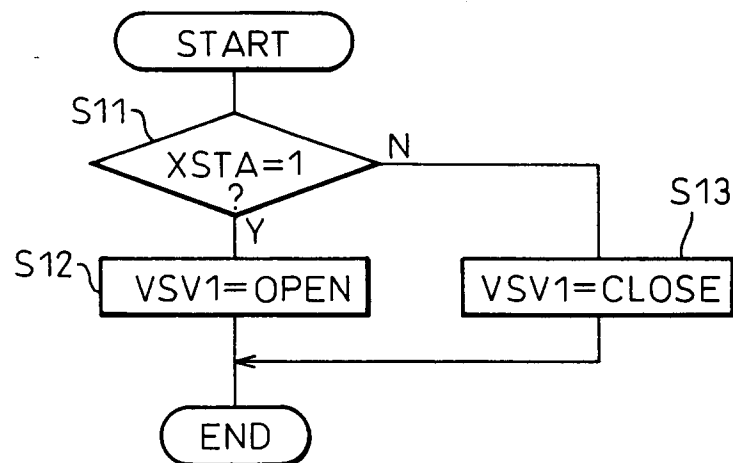 START
S11
XSTA=1
?
N
Y
S13
S12
VSV1=OPEN
VSV1=CLOSE
END